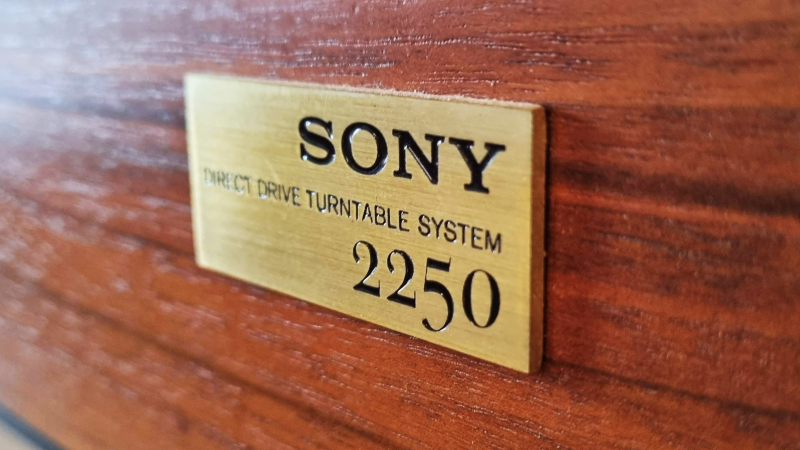 SONY
DIRECT DRIVE TURNTABLE SYSTEM
2250